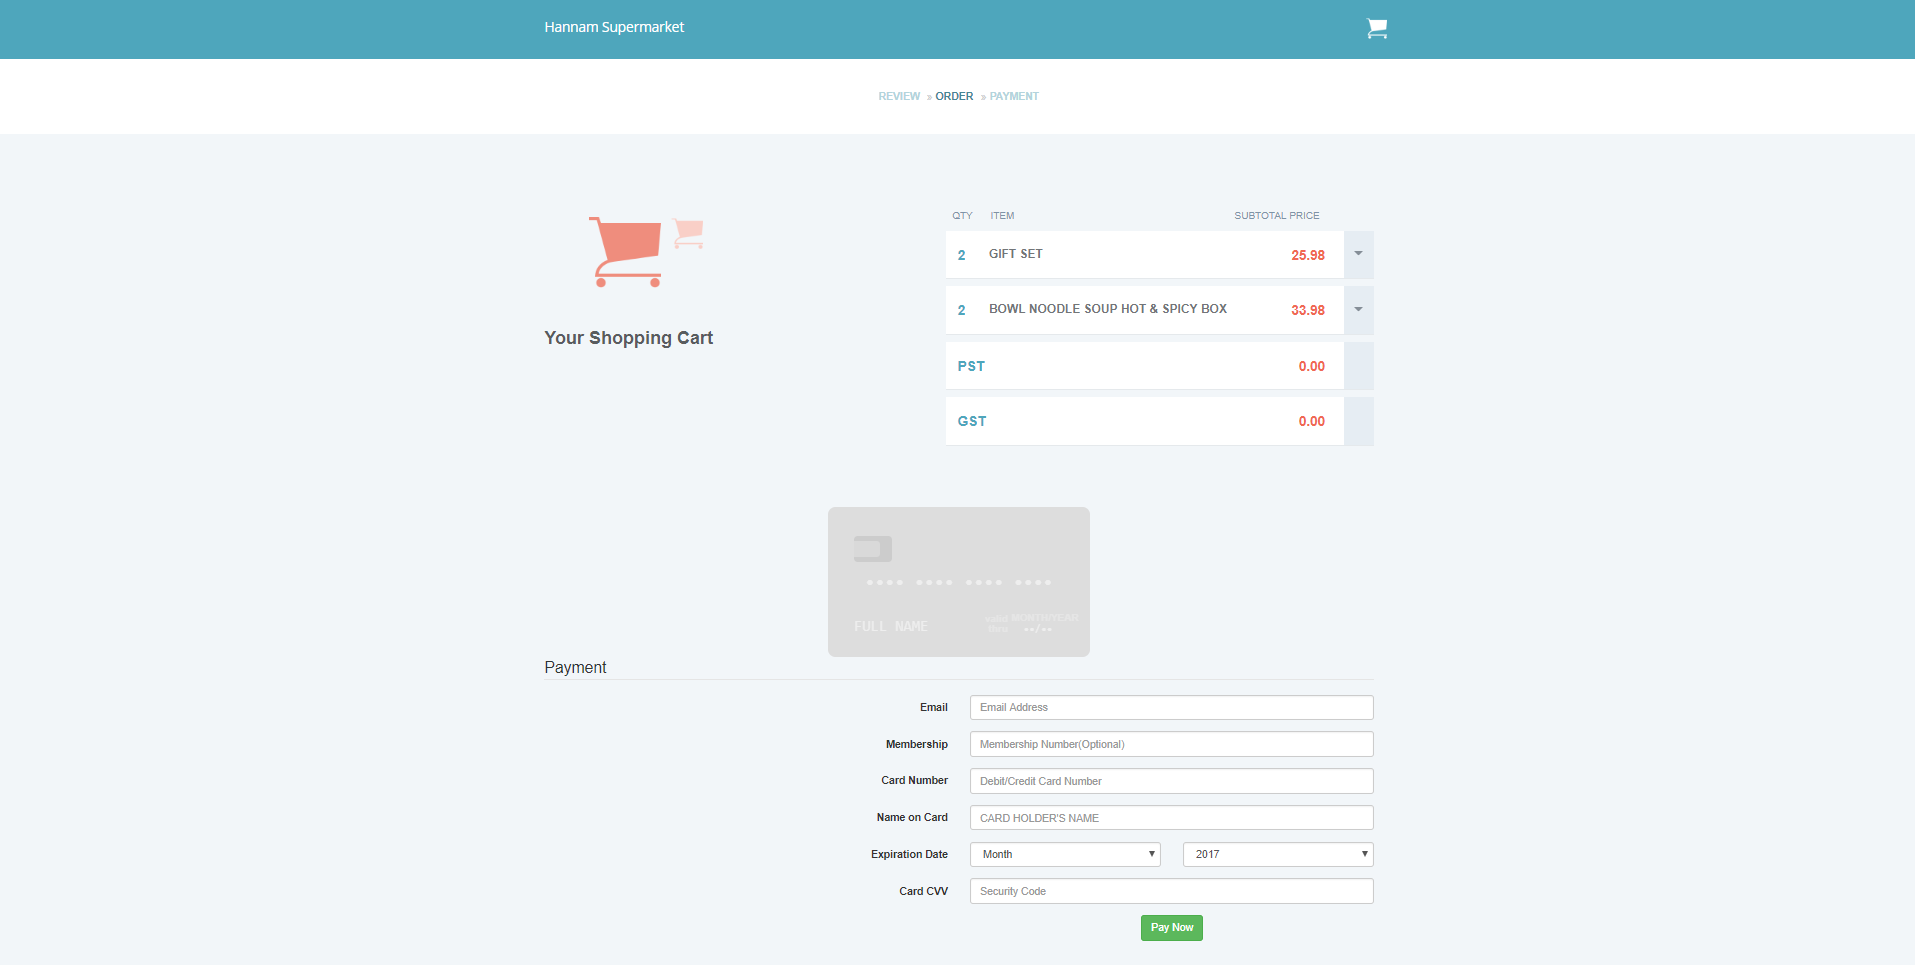 Hannam Supermarket
REVIEW » ORDER » PAYMENT
QTY ITEM SUBTOTAL PRICE
2 GIFT SET 25.98
2 BOWL NOODLE SOUP HOT & SPICY BOX 33.98
Your Shopping Cart
PST 0.00
GST 0.00
•••• •••• •••• ••••
valid MONTH/YEAR
FULL NAME thru ••/••
Payment
Email Email Address
Membership Membership Number(Optional)
Card Number Debit/Credit Card Number
Name on Card CARD HOLDER'S NAME
Expiration Date Month 2017
Card CVV Security Code
Pay Now